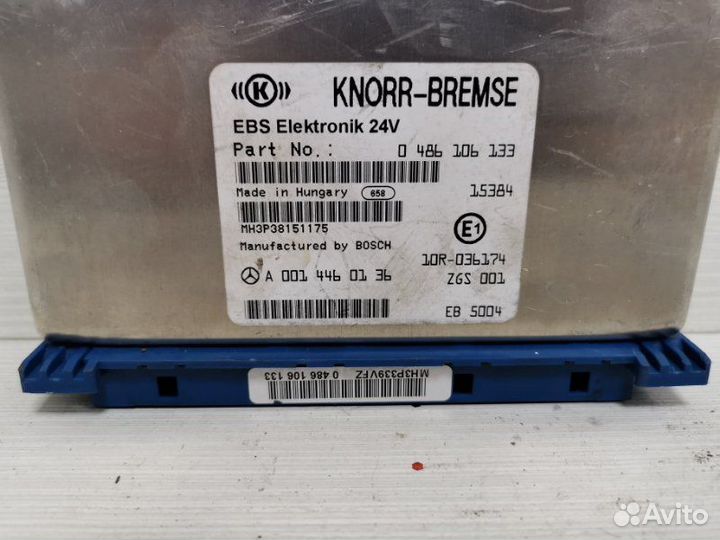 ((K)) KNORR-BREMSE
EBS Elektronik 24V
Part No.: 0 486 106 133
Made in Hungary 658 15384
MH3P38151175
Manufactured by BOSCH E1
10R-036174
A 001 446 01 36 ZGS 001
EB 5004
MH3P339VFZ
0 486 106 133
Avito